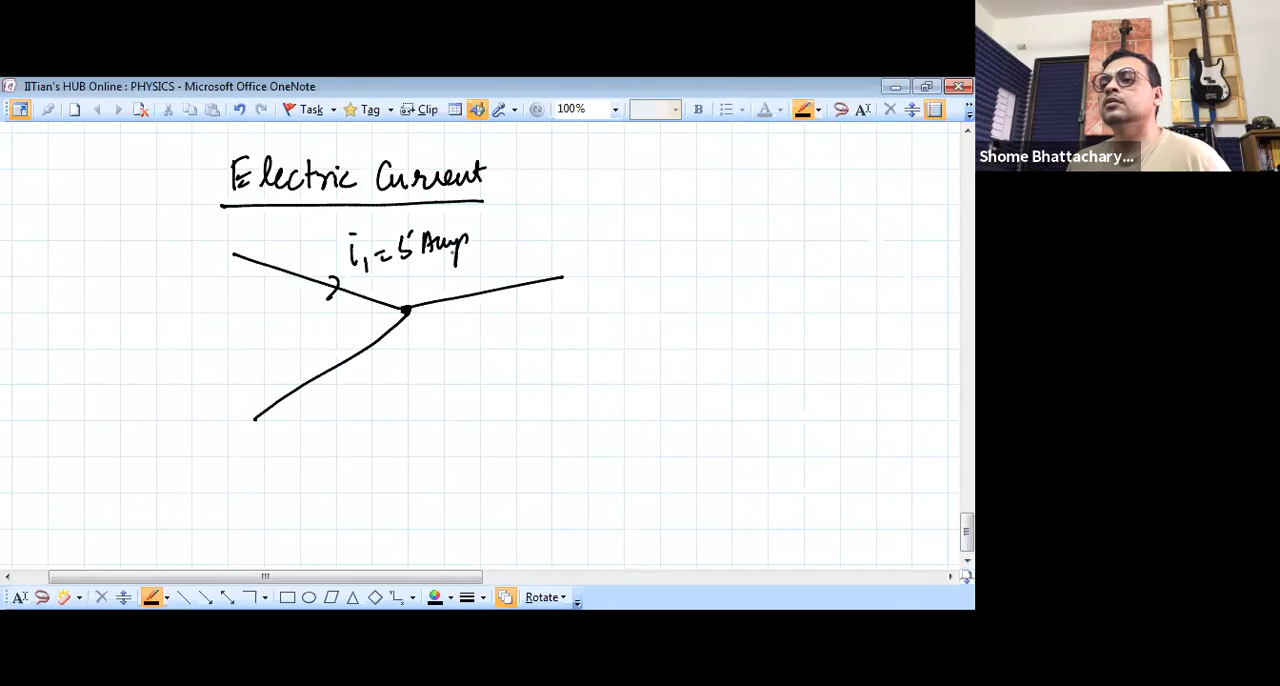 IITian's HUB Online : PHYSICS - Microsoft Office OneNote
Task Tag Clip 100% B A
Shome Bhattachary...
Electric Current
i₁ = 5 Amp
Rotate